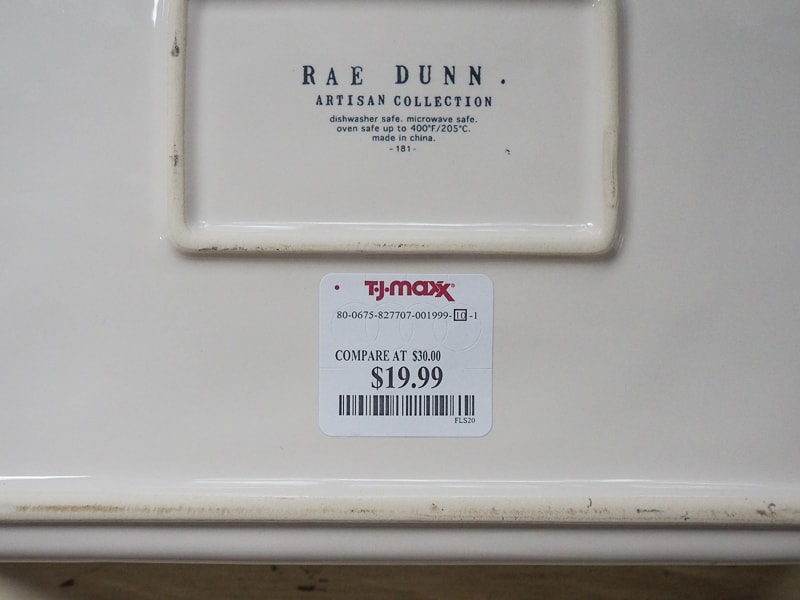 RAE DUNN.
ARTISAN COLLECTION
dishwasher safe. microwave safe.
oven safe up to 400°F/205°C.
made in china.
-181-
T·J·maxx®
80-0675-827707-001999-10-1
COMPARE AT $30.00
$19.99
FLS20